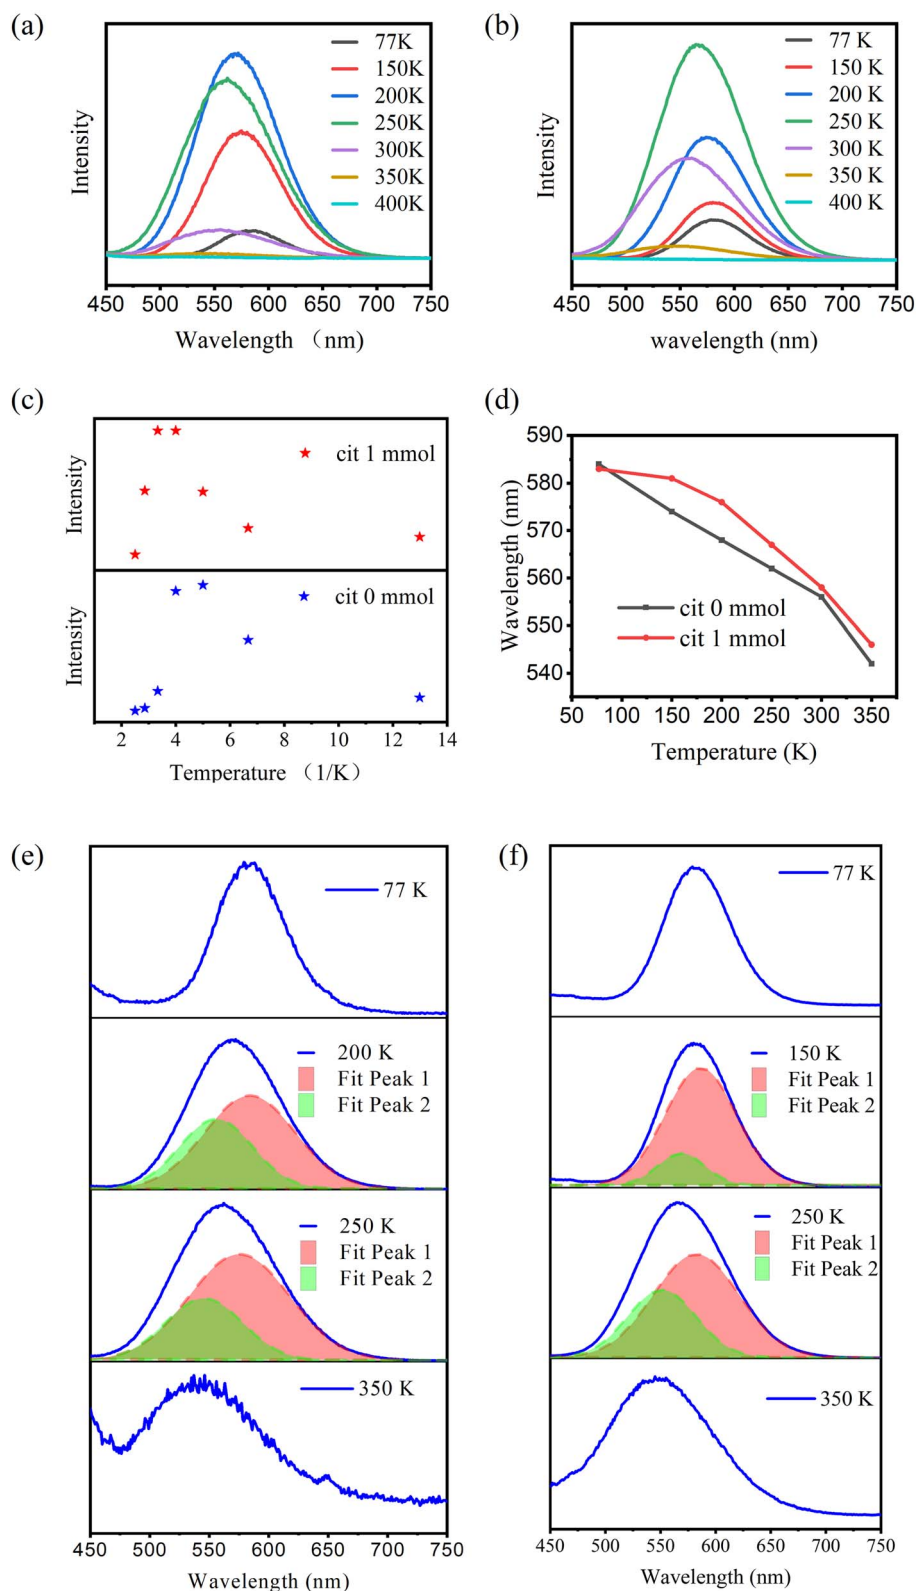 (a)
77K
150K
200K
250K
300K
350K
400K
Intensity
450 500 550 600 650 700 750
Wavelength （nm)
(b)
77 K
150 K
200 K
250 K
300 K
350 K
400 K
Intensity
450 500 550 600 650 700 750
wavelength (nm)
(c)
cit 1 mmol
Intensity
cit 0 mmol
Intensity
2 4 6 8 10 12 14
Temperature （1/K）
(d)
590
580
570
560
550
540
Wavelength (nm)
cit 0 mmol
cit 1 mmol
50 100 150 200 250 300 350
Temperature (K)
(e)
77 K
200 K
Fit Peak 1
Fit Peak 2
250 K
Fit Peak 1
Fit Peak 2
350 K
450 500 550 600 650 700 750
Wavelength (nm)
(f)
77 K
150 K
Fit Peak 1
Fit Peak 2
250 K
Fit Peak 1
Fit Peak 2
350 K
450 500 550 600 650 700 750
Wavelength (nm)